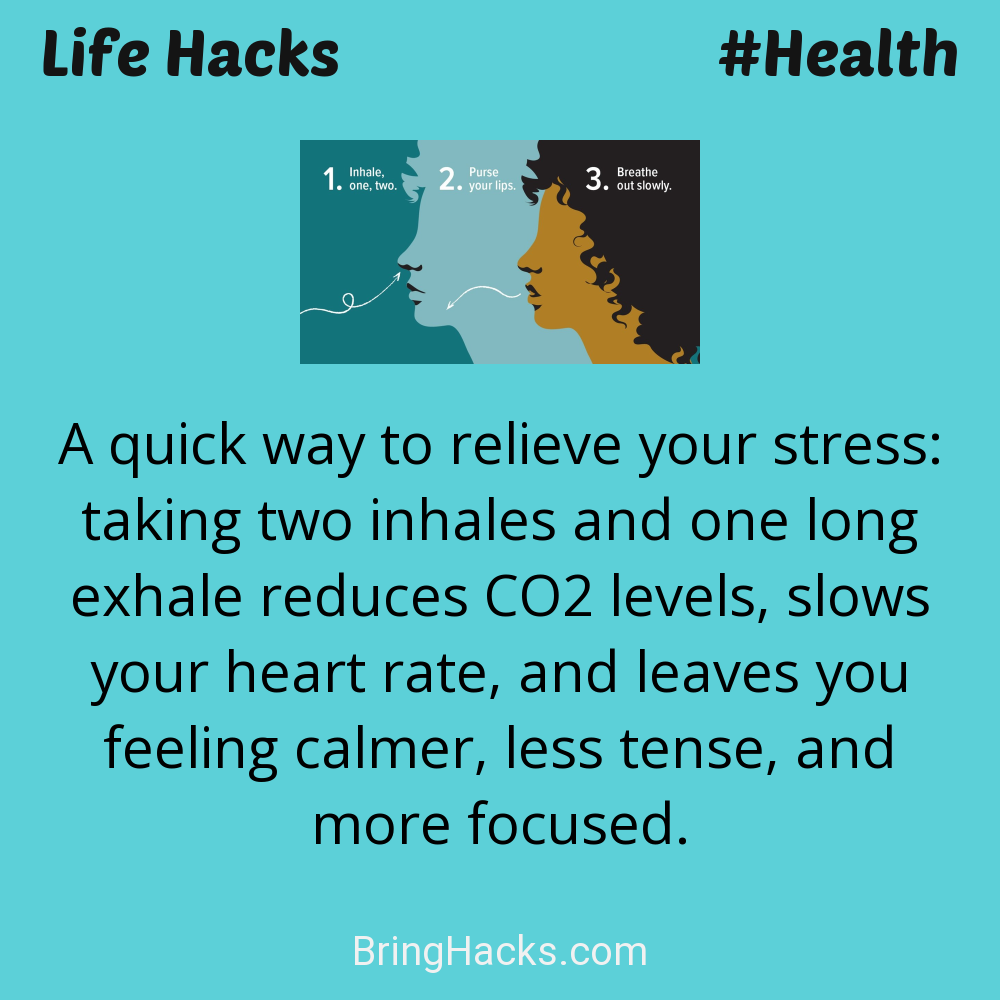 Life Hacks
#Health
1. Inhale,
one, two.
2. Purse
your lips.
3. Breathe
out slowly.
A quick way to relieve your stress:
taking two inhales and one long
exhale reduces CO2 levels, slows
your heart rate, and leaves you
feeling calmer, less tense, and
more focused.
BringHacks.com